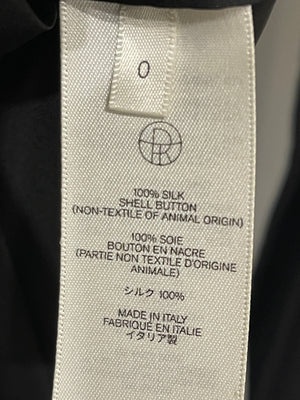 0
100% SILK
SHELL BUTTON
(NON-TEXTILE OF ANIMAL ORIGIN)
100% SOIE
BOUTON EN NACRE
(PARTIE NON TEXTILE D'ORIGINE
ANIMALE)
シルク 100%
MADE IN ITALY
FABRIQUÉ EN ITALIE
イタリア製